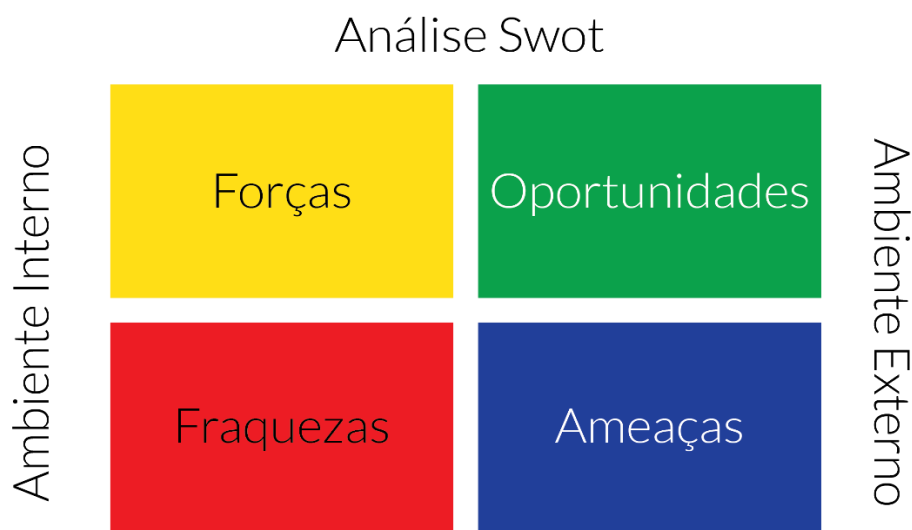 Análise Swot
Ambiente Interno
Forças
Oportunidades
Fraquezas
Ameaças
Ambiente Externo